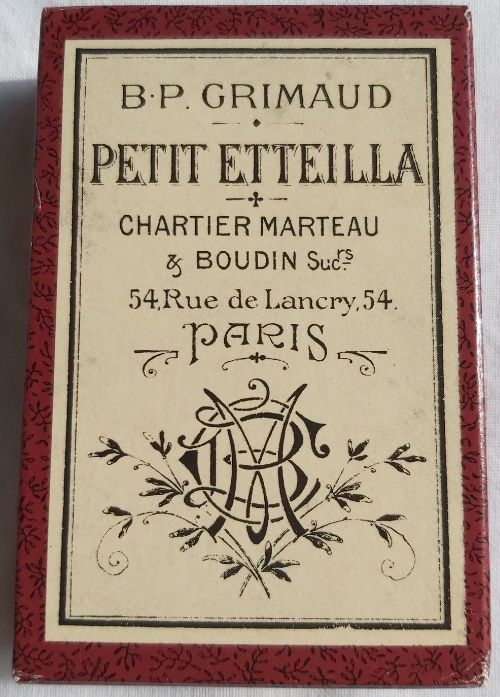 B·P. GRIMAUD
PETIT ETTEILLA
CHARTIER MARTEAU
& BOUDIN Sucrs.
54, Rue de Lancry, 54.
PARIS